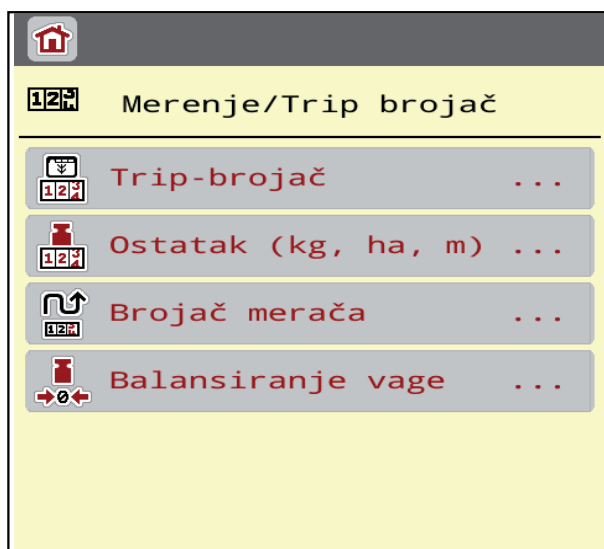 Merenje/Trip brojač
Trip-brojač ...
Ostatak (kg, ha, m) ...
Brojač merača ...
Balansiranje vage ...